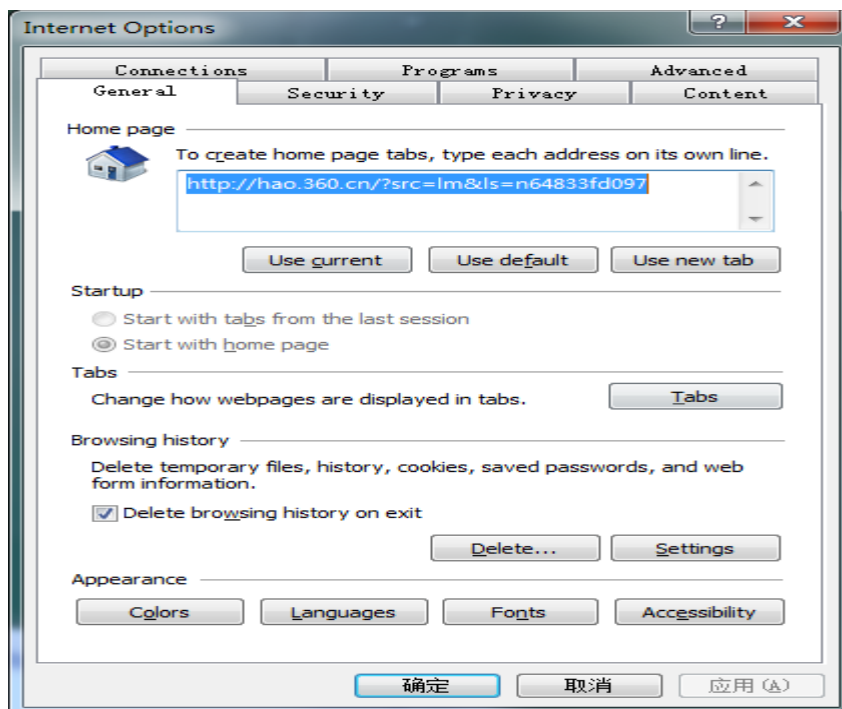 Internet Options
?
Connections Programs Advanced
General Security Privacy Content
Home page
To create home page tabs, type each address on its own line.
http://hao.360.cn/?src=lm&ls=n64833fd097
Use current Use default Use new tab
Startup
Start with tabs from the last session
Start with home page
Tabs
Change how webpages are displayed in tabs. Tabs
Browsing history
Delete temporary files, history, cookies, saved passwords, and web
form information.
Delete browsing history on exit
Delete... Settings
Appearance
Colors Languages Fonts Accessibility
确定 取消 应用(A)